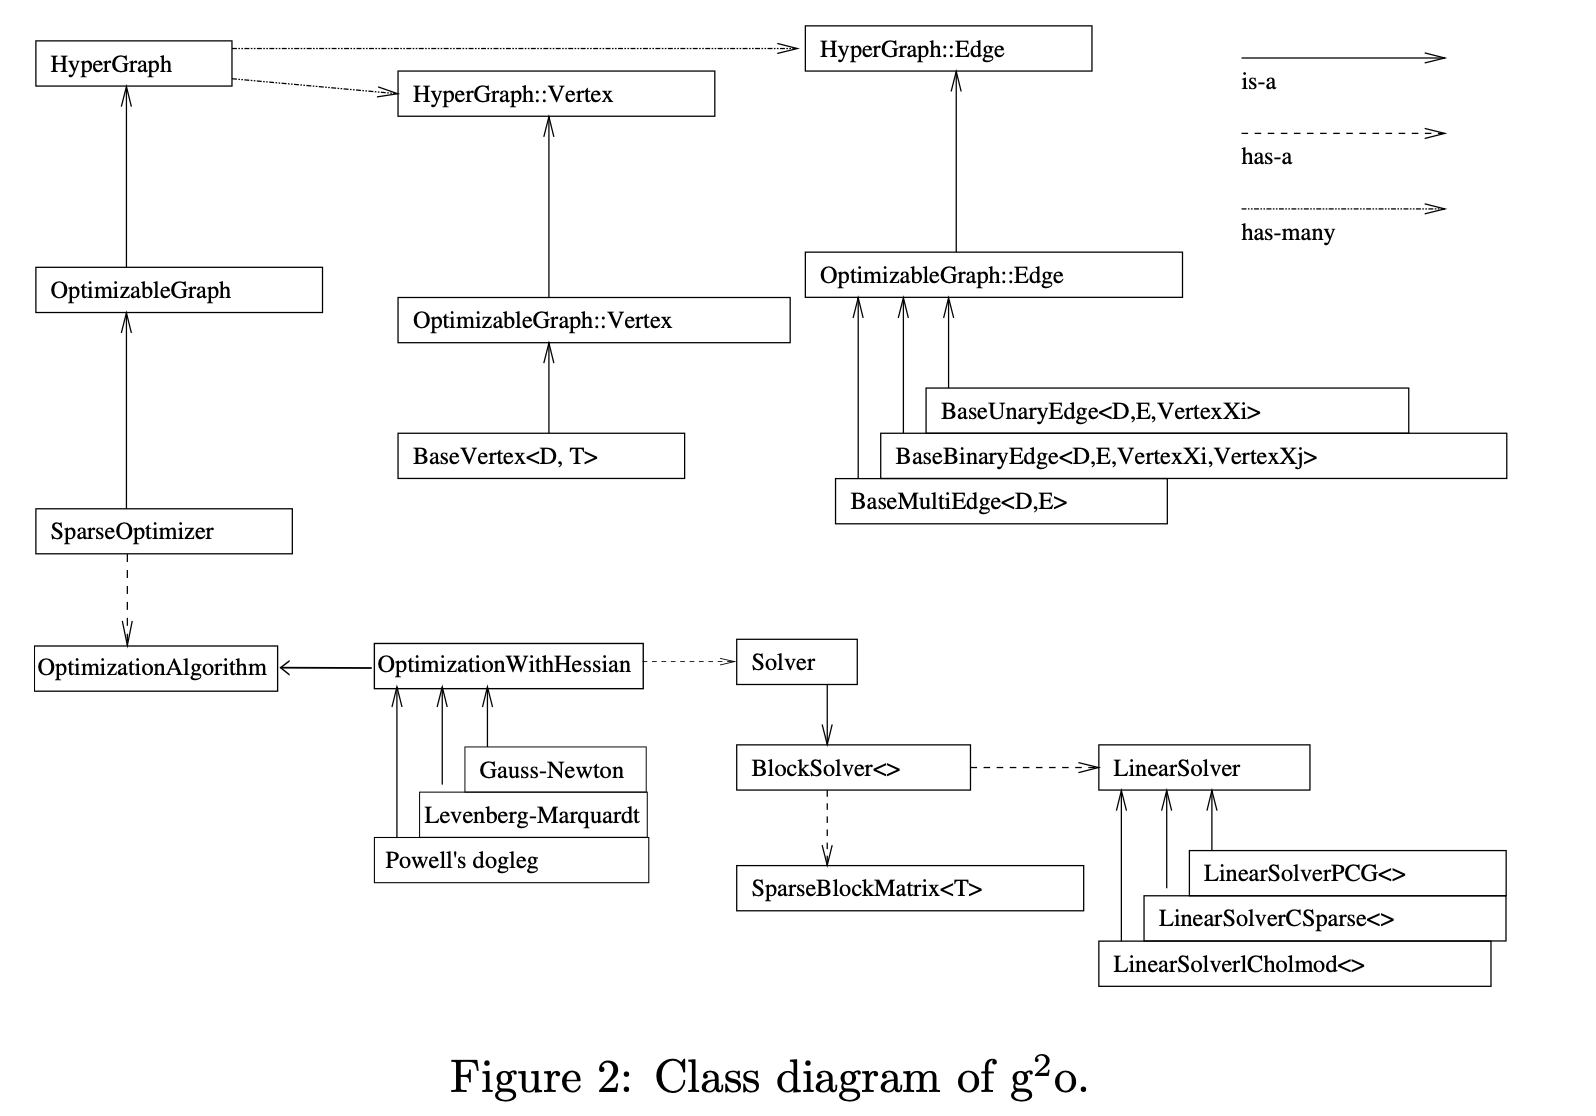 HyperGraph
HyperGraph::Edge
HyperGraph::Vertex
is-a
has-a
has-many
OptimizableGraph
OptimizableGraph::Edge
OptimizableGraph::Vertex
BaseUnaryEdge<D,E,VertexXi>
BaseVertex<D, T>
BaseBinaryEdge<D,E,VertexXi,VertexXj>
BaseMultiEdge<D,E>
SparseOptimizer
OptimizationAlgorithm
OptimizationWithHessian
Solver
Gauss-Newton
BlockSolver<>
LinearSolver
Levenberg-Marquardt
Powell's dogleg
SparseBlockMatrix<T>
LinearSolverPCG<>
LinearSolverCSparse<>
LinearSolverlCholmod<>
Figure 2: Class diagram of g²o.